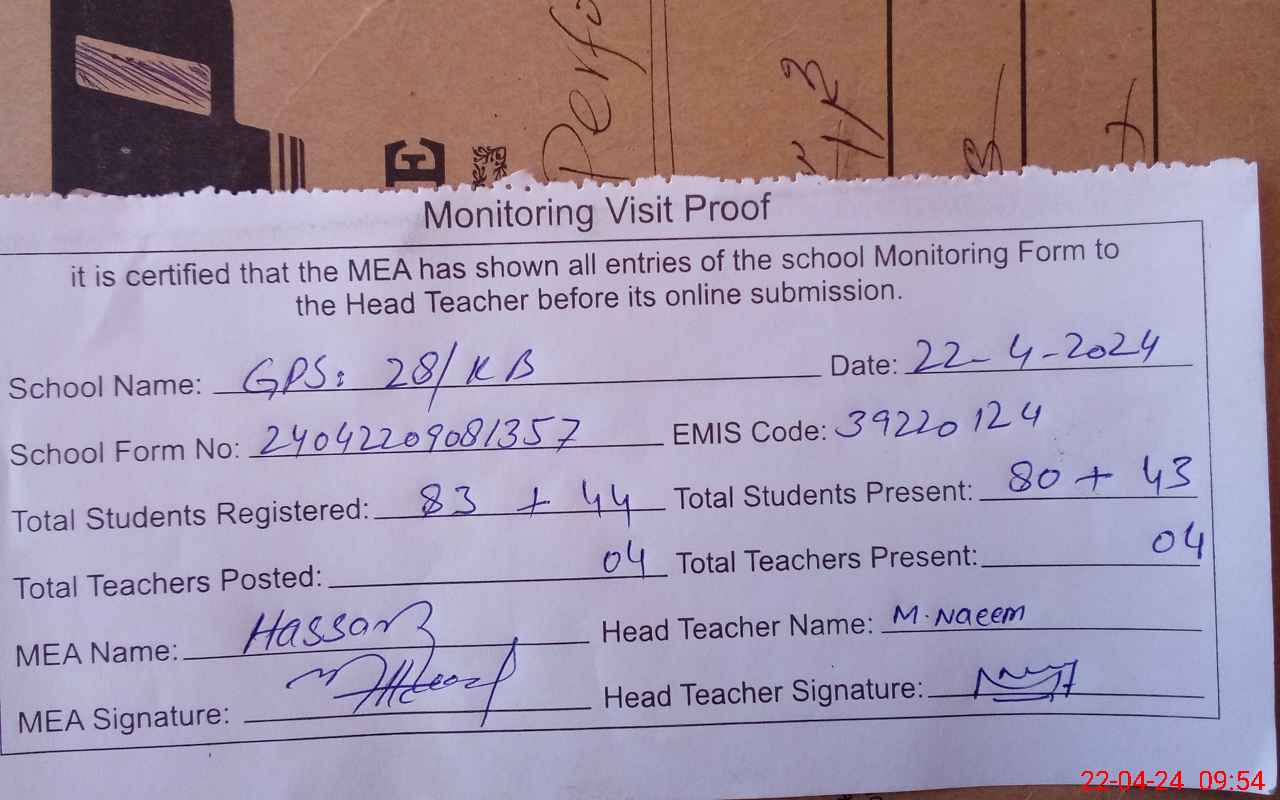 Perfo
E
Monitoring Visit Proof
it is certified that the MEA has shown all entries of the school Monitoring Form to
the Head Teacher before its online submission.
School Name: GPS: 28/KB Date: 22-4-2024
School Form No: 24042209081357 EMIS Code: 39220124
Total Students Registered: 83 + 44 Total Students Present: 80 + 43
Total Teachers Posted: 04 Total Teachers Present: 04
MEA Name: Hassan Head Teacher Name: M. Naeem
MEA Signature: Head Teacher Signature:
22-04-24 09:54